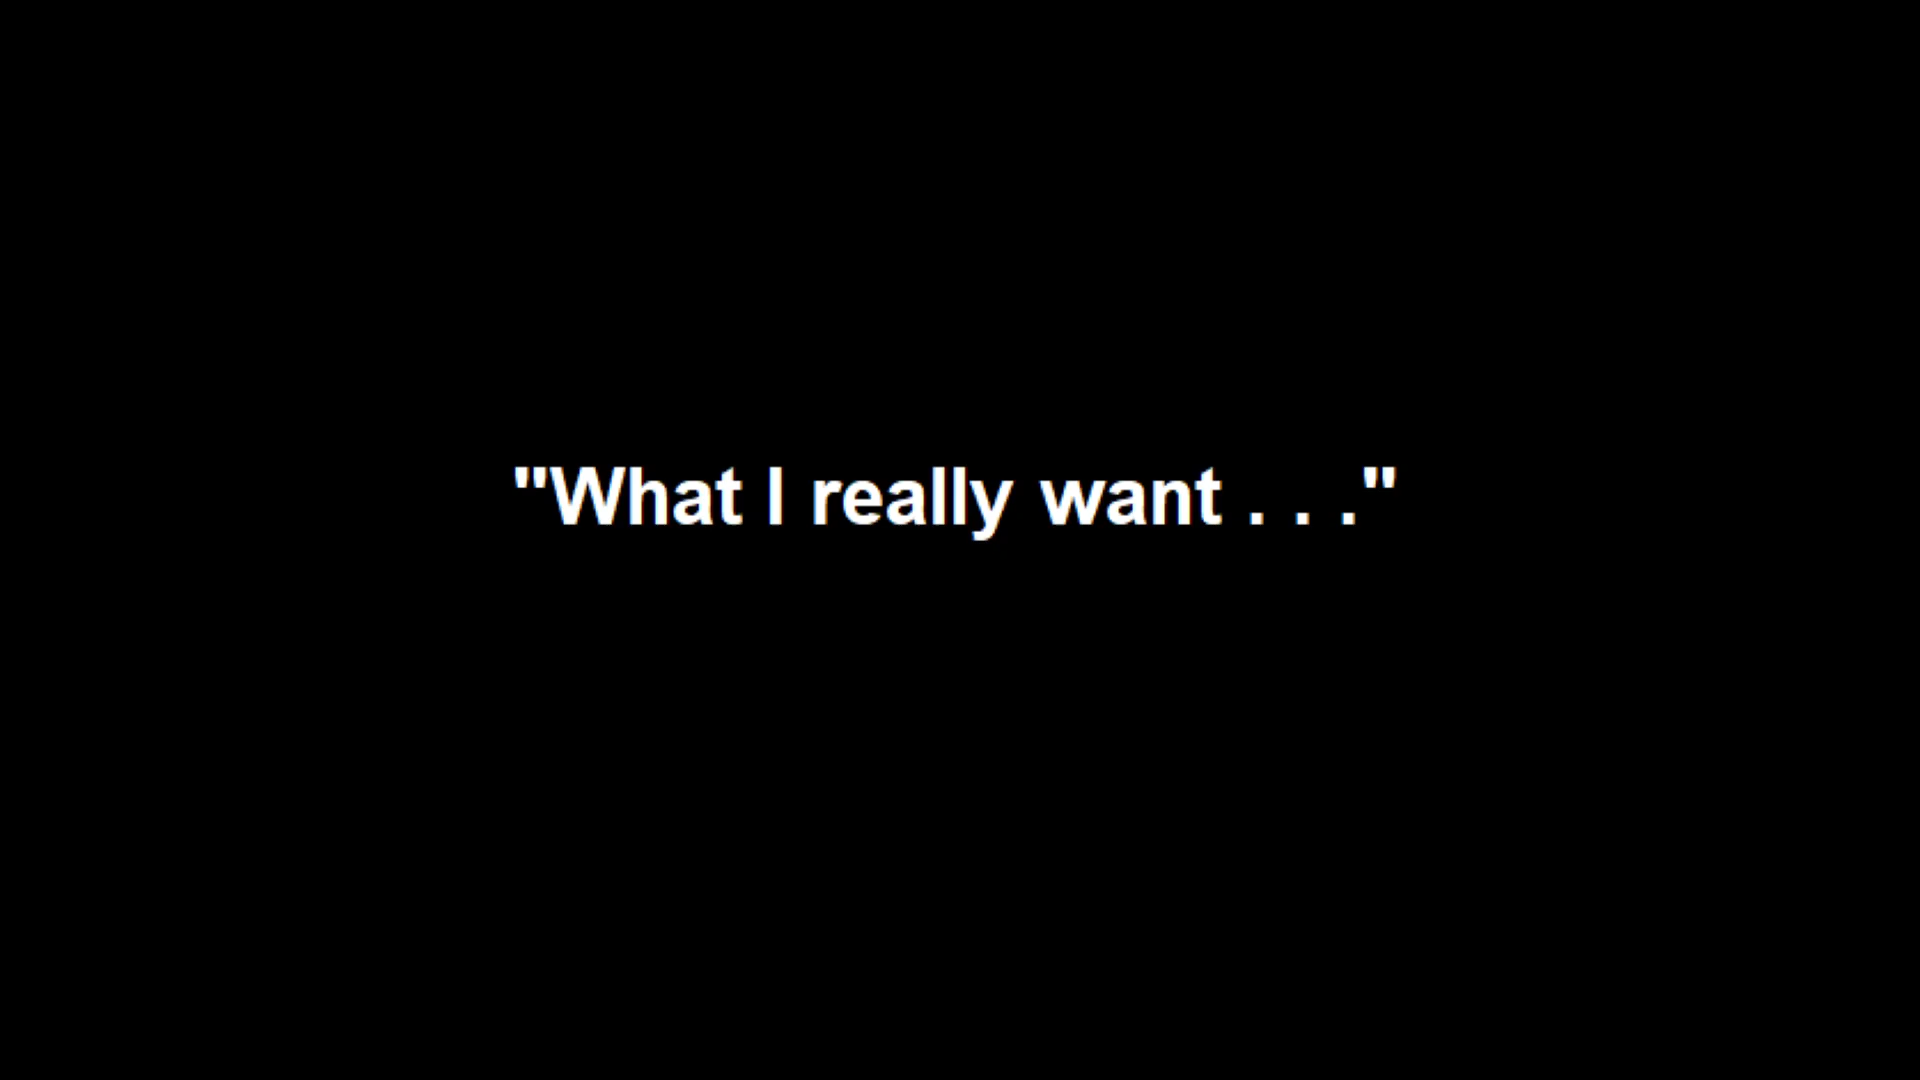 "What I really want . . ."